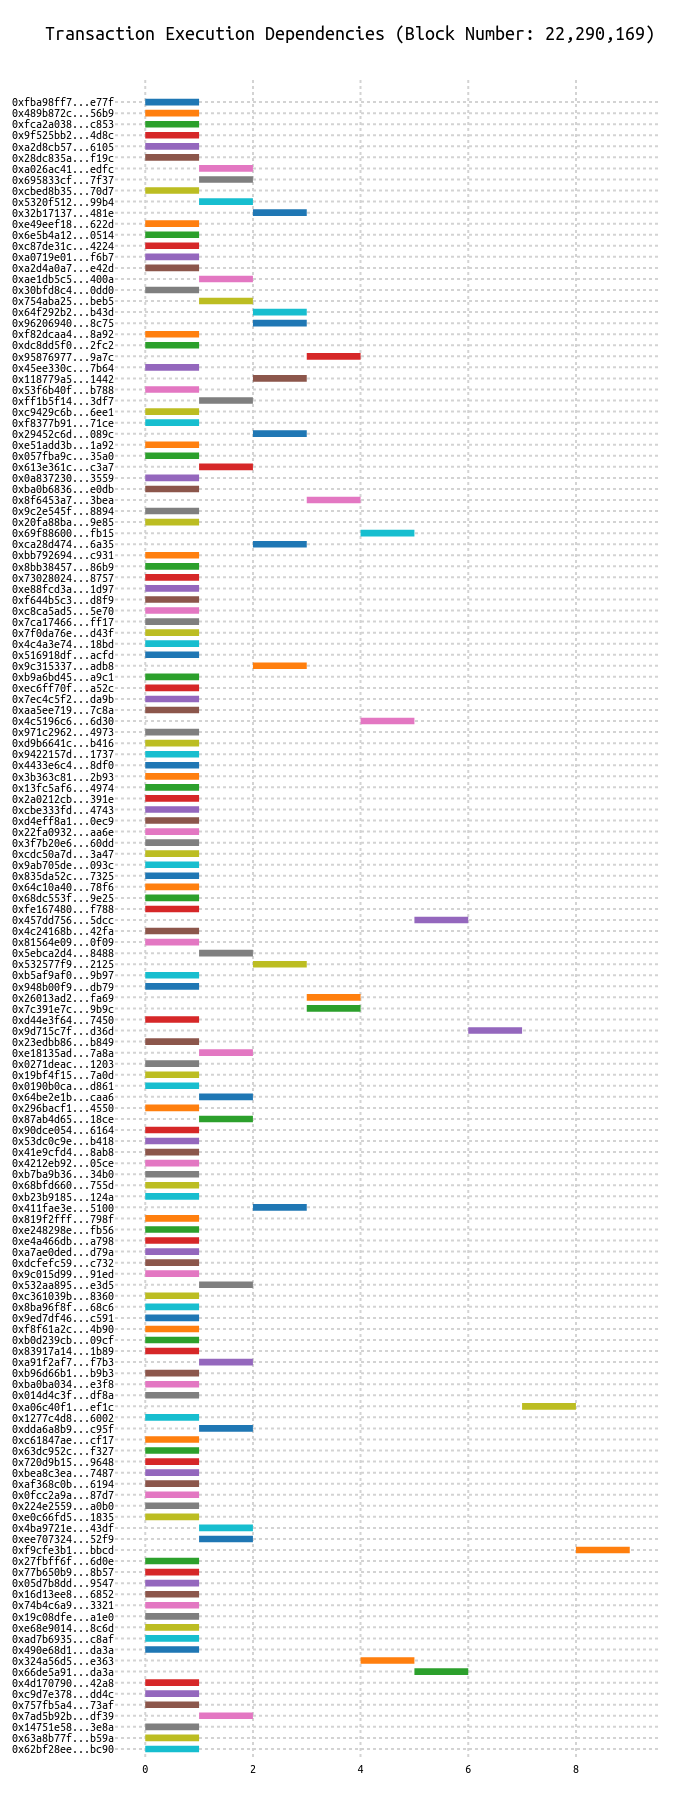 Transaction Execution Dependencies (Block Number: 22,290,169)
0xfba98ff7...e77f
0x489b872c...56b9
0xfca2a038...c853
0x9f525bb2...4d8c
0xa2d8cb57...6105
0x28dc835a...f19c
0xa026ac41...edfc
0x695833cf...7f37
0xcbed8b35...70d7
0x5320f512...99b4
0x32b17137...481e
0xe49eef18...622d
0x6e5b4a12...0514
0xc87de31c...4224
0xa0719e01...f6b7
0xa2d4a0a7...e42d
0xae1db5c5...400a
0x30bfd8c4...0dd0
0x754aba25...beb5
0x64f292b2...b43d
0x96206940...8c75
0xf82dcaa4...8a92
0xdc8dd5f0...2fc2
0x95876977...9a7c
0x45ee330c...7b64
0x118779a5...1442
0x53f6b40f...b788
0xff1b5f14...3df7
0xc9429c6b...6ee1
0xf8377b91...71ce
0x29452c6d...089c
0xe51add3b...1a92
0x057fba9c...35a0
0x613e361c...c3a7
0x0a837230...3559
0xba0b6836...e0db
0x8f6453a7...3bea
0x9c2e545f...8894
0x20fa88ba...9e85
0x69f88600...fb15
0xca28d474...6a35
0xbb792694...c931
0x8bb38457...86b9
0x73028024...8757
0xe88fcd3a...1d97
0xf644b5c3...d8f9
0xc8ca5ad5...5e70
0x7ca17466...ff17
0x7f0da76e...d43f
0x4c4a3e74...18bd
0x516918df...acfd
0x9c315337...adb8
0xb9a6bd45...a9c1
0xec6ff70f...a52c
0x7ec4c5f2...da9b
0xaa5ee719...7c8a
0x4c5196c6...6d30
0x971c2962...4973
0xd9b6641c...b416
0x9422157d...1737
0x4433e6c4...8df0
0x3b363c81...2b93
0x13fc5af6...4974
0x2a0212cb...391e
0xcbe333fd...4743
0xd4eff8a1...0ec9
0x22fa0932...aa6e
0x3f7b20e6...60dd
0xcdc50a7d...3a47
0x9ab705de...093c
0x835da52c...7325
0x64c10a40...78f6
0x68dc553f...9e25
0xfe167480...f788
0x457dd756...5dcc
0x4c24168b...42fa
0x81564e09...0f09
0x5ebca2d4...8488
0x532577f9...2125
0xb5af9af0...9b97
0x948b00f9...db79
0x26013ad2...fa69
0x7c391e7c...9b9c
0xd44e3f64...7450
0x9d715c7f...d36d
0x23edbb86...b849
0xe18135ad...7a8a
0x0271deac...1203
0x19bf4f15...7a0d
0x0190b0ca...d861
0x64be2e1b...caa6
0x296bacf1...4550
0x87ab4d65...18ce
0x90dce054...6164
0x53dc0c9e...b418
0x41e9cfd4...8ab8
0x4212eb92...05ce
0xb7ba9b36...34b0
0x68bfd660...755d
0xb23b9185...124a
0x411fae3e...5100
0x819f2fff...798f
0xe248298e...fb56
0xe4a466db...a798
0xa7ae0ded...d79a
0xdcfefc59...c732
0x9c015d99...91ed
0x532aa895...e3d5
0xc361039b...8360
0x8ba96f8f...68c6
0x9ed7df46...c591
0xf8f61a2c...4b90
0xb0d239cb...09cf
0x83917a14...1b89
0xa91f2af7...f7b3
0xb96d66b1...b9b3
0xba0ba034...e3f8
0x014d4c3f...df8a
0xa06c40f1...ef1c
0x1277c4d8...6002
0xdda6a8b9...c95f
0xc61847ae...cf17
0x63dc952c...f327
0x720d9b15...9648
0xbea8c3ea...7487
0xaf368c0b...6194
0x0fcc2a9a...87d7
0x224e2559...a0b0
0xe0c66fd5...1835
0x4ba9721e...43df
0xee707324...52f9
0xf9cfe3b1...bbcd
0x27fbff6f...6d0e
0x77b650b9...8b57
0x05d7b8dd...9547
0x16d13ee8...6852
0x74b4c6a9...3321
0x19c08dfe...a1e0
0xe68e9014...8c6d
0xad7b6935...c8af
0x490e68d1...da3a
0x324a56d5...e363
0x66de5a91...da3a
0x4d170790...42a8
0xc9d7e378...dd4c
0x757fb5a4...73af
0x7ad5b92b...df39
0x14751e58...3e8a
0x63a8b77f...b59a
0x62bf28ee...bc90
0 2 4 6 8